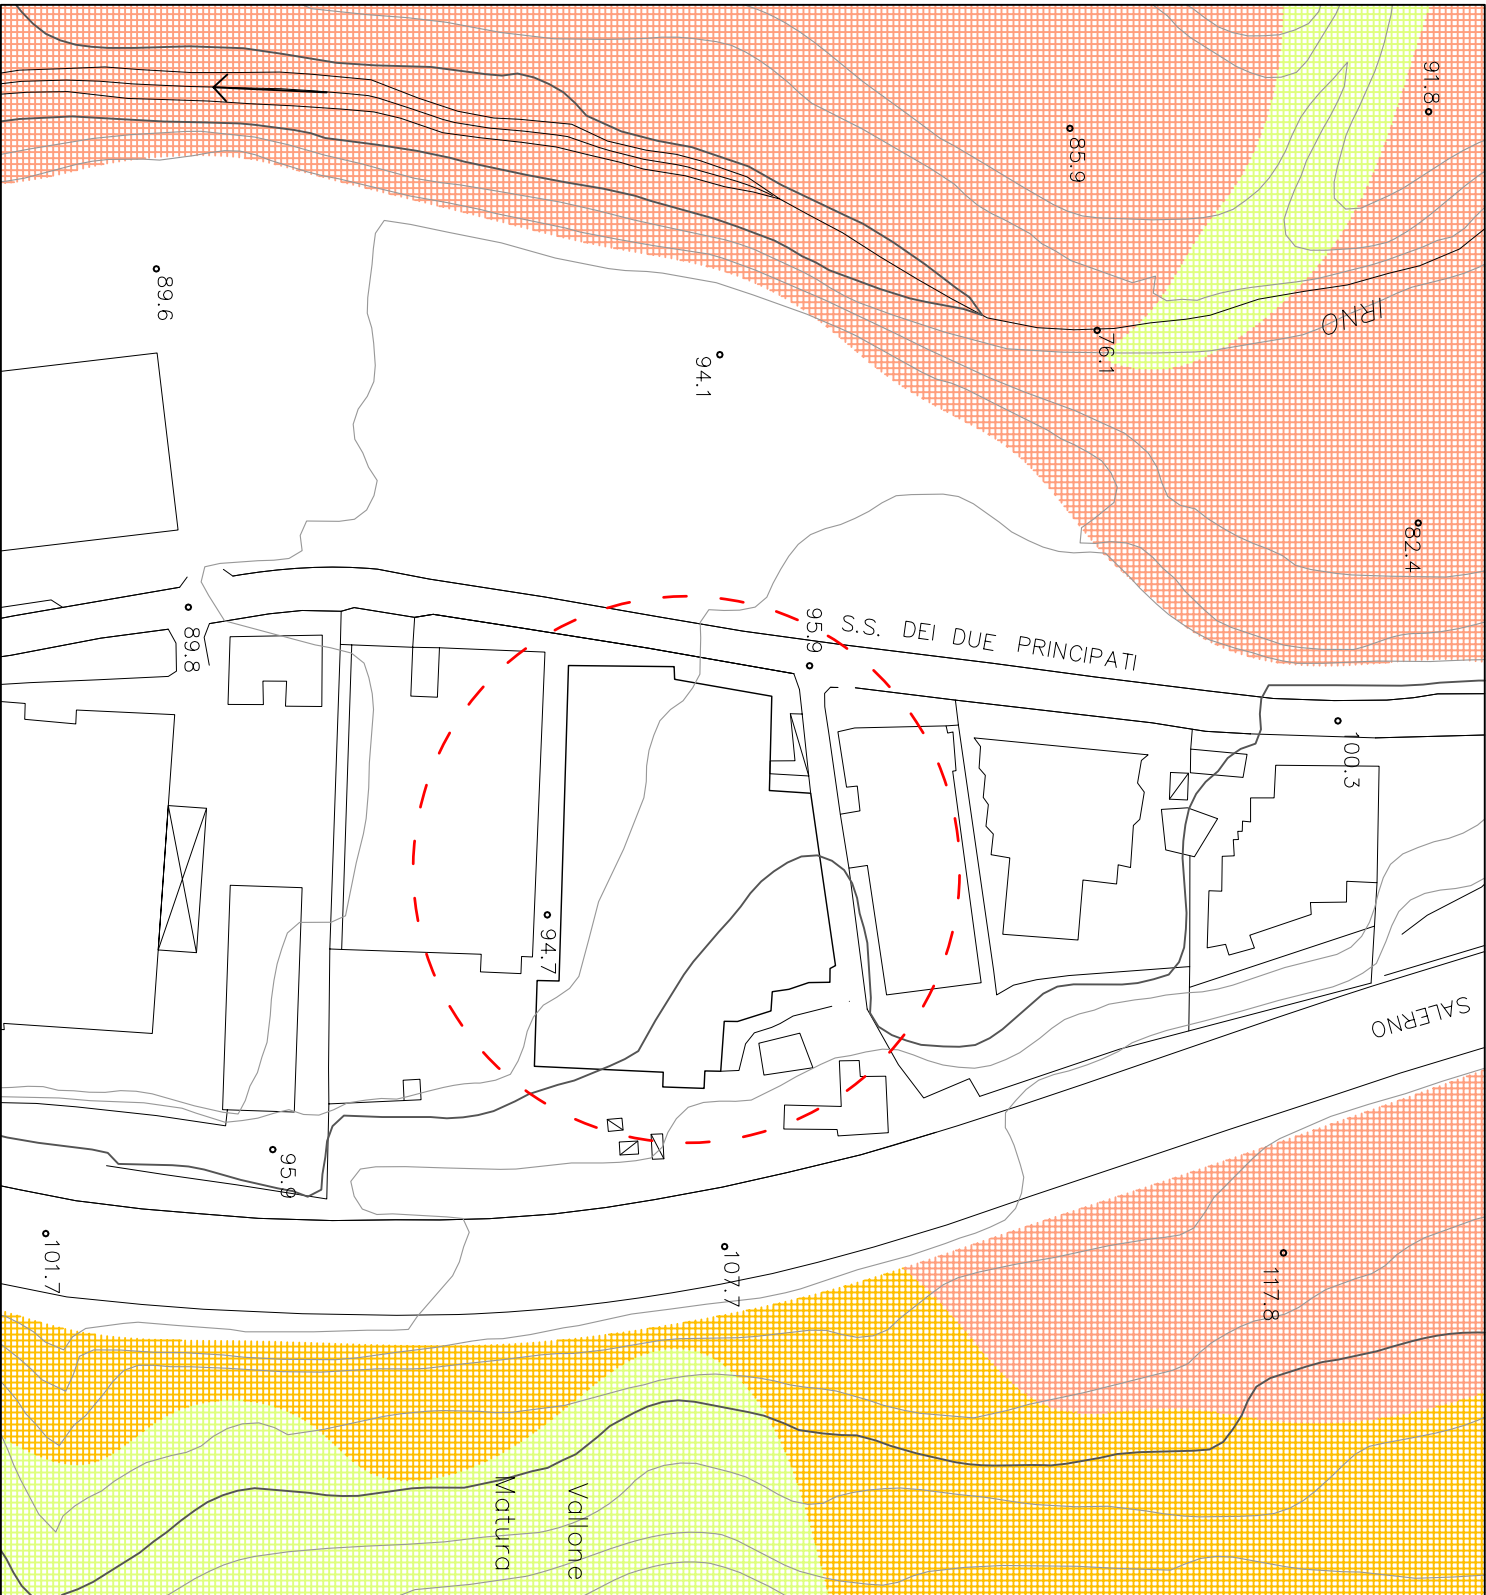 91.8
85.9
89.6
IRNO
76.1
94.1
82.4
95.9
S.S. DEI DUE PRINCIPATI
89.8
100.3
94.7
SALERNO
95.9
101.7
107.7
117.8
Vallone
Matura